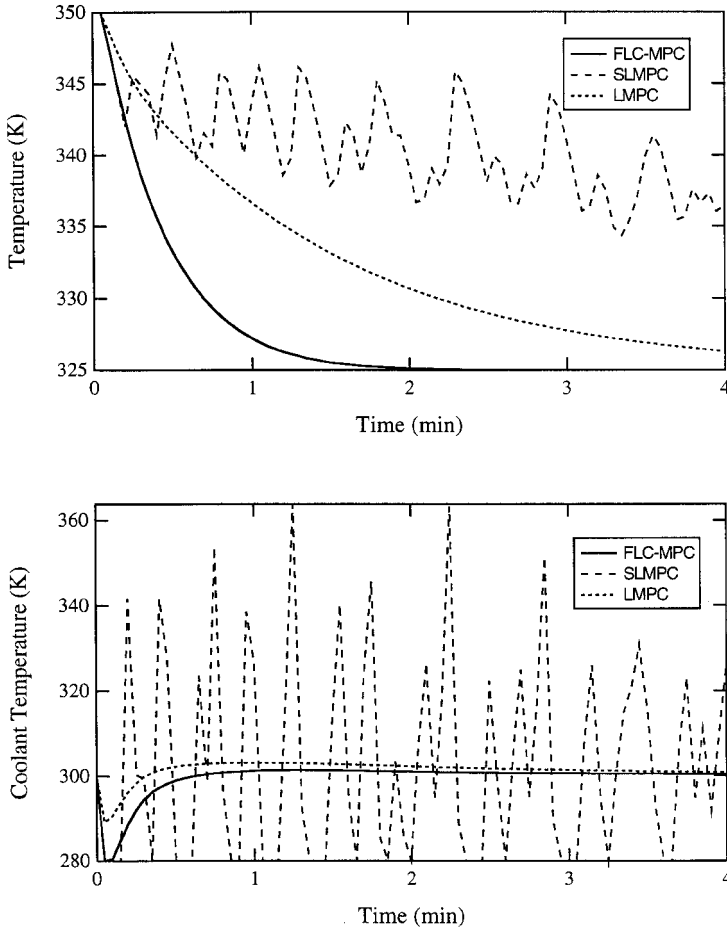 350
345
340
335
330
325
Temperature (K)
FLC-MPC
SLMPC
LMPC
0
1
2
3
4
Time (min)
360
340
320
300
280
Coolant Temperature (K)
FLC-MPC
SLMPC
LMPC
0
1
2
3
4
Time (min)